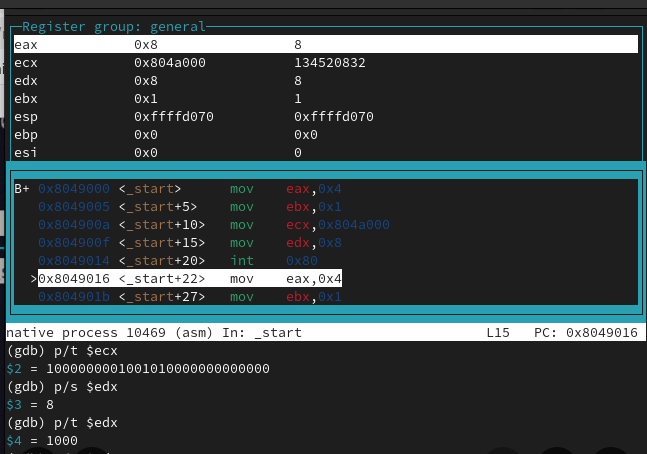 Register group: general
eax 0x8 8
ecx 0x804a000 134520832
edx 0x8 8
ebx 0x1 1
esp 0xffffd070 0xffffd070
ebp 0x0 0x0
esi 0x0 0
B+ 0x8049000 <_start> mov eax,0x4
0x8049005 <_start+5> mov ebx,0x1
0x804900a <_start+10> mov ecx,0x804a000
0x804900f <_start+15> mov edx,0x8
0x8049014 <_start+20> int 0x80
>0x8049016 <_start+22> mov eax,0x4
0x804901b <_start+27> mov ebx,0x1
native process 10469 (asm) In: _start L15 PC: 0x8049016
(gdb) p/t $ecx
$2 = 1000000001001010000000000000
(gdb) p/s $edx
$3 = 8
(gdb) p/t $edx
$4 = 1000